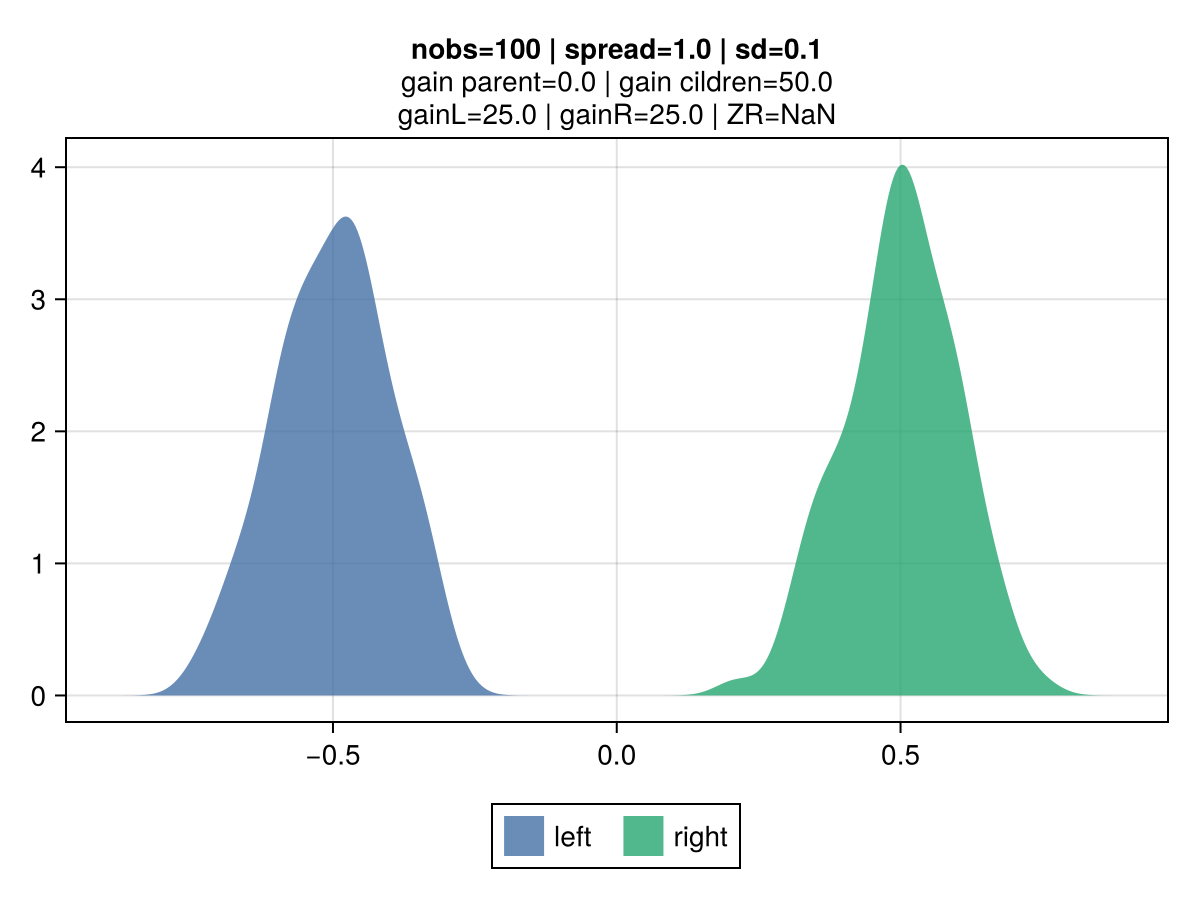 nobs=100 | spread=1.0 | sd=0.1
gain parent=0.0 | gain cildren=50.0
gainL=25.0 | gainR=25.0 | ZR=NaN
4
3
2
1
0
−0.5 0.0 0.5
left right